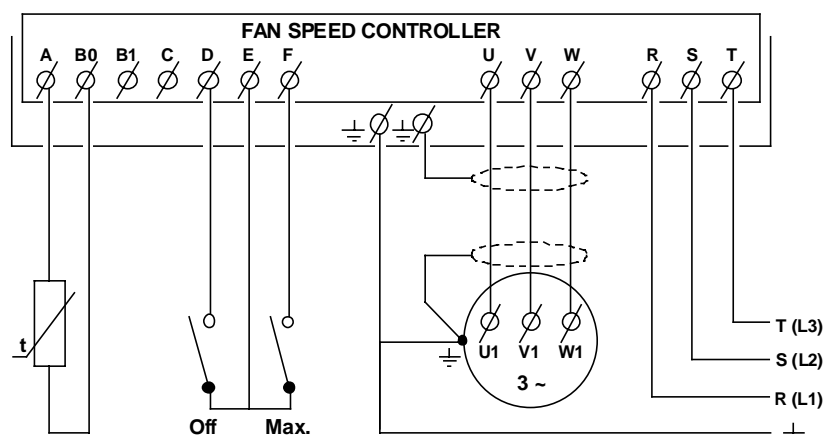 FAN SPEED CONTROLLER
A B0 B1 C D E F U V W R S T
t
U1 V1 W1
3 ~
T (L3)
S (L2)
R (L1)
Off Max.